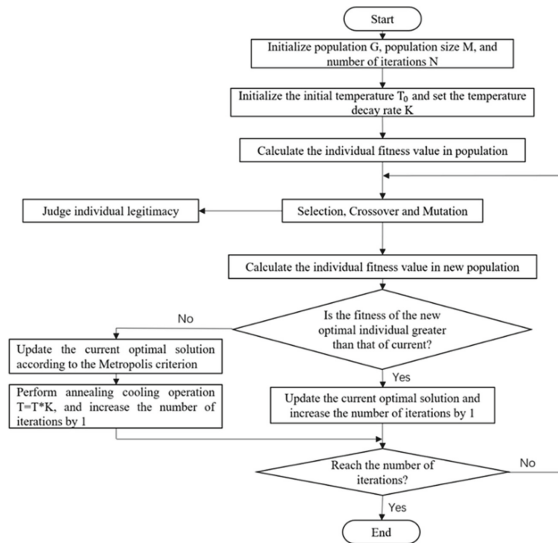 Start
Initialize population G, population size M, and
number of iterations N
Initialize the initial temperature T₀ and set the temperature
decay rate K
Calculate the individual fitness value in population
Judge individual legitimacy
Selection, Crossover and Mutation
Calculate the individual fitness value in new population
Is the fitness of the new
optimal individual greater
than that of current?
No
Update the current optimal solution
according to the Metropolis criterion
Perform annealing cooling operation
T=T*K, and increase the number of
iterations by 1
Yes
Update the current optimal solution and
increase the number of iterations by 1
Reach the number of
iterations?
No
Yes
End